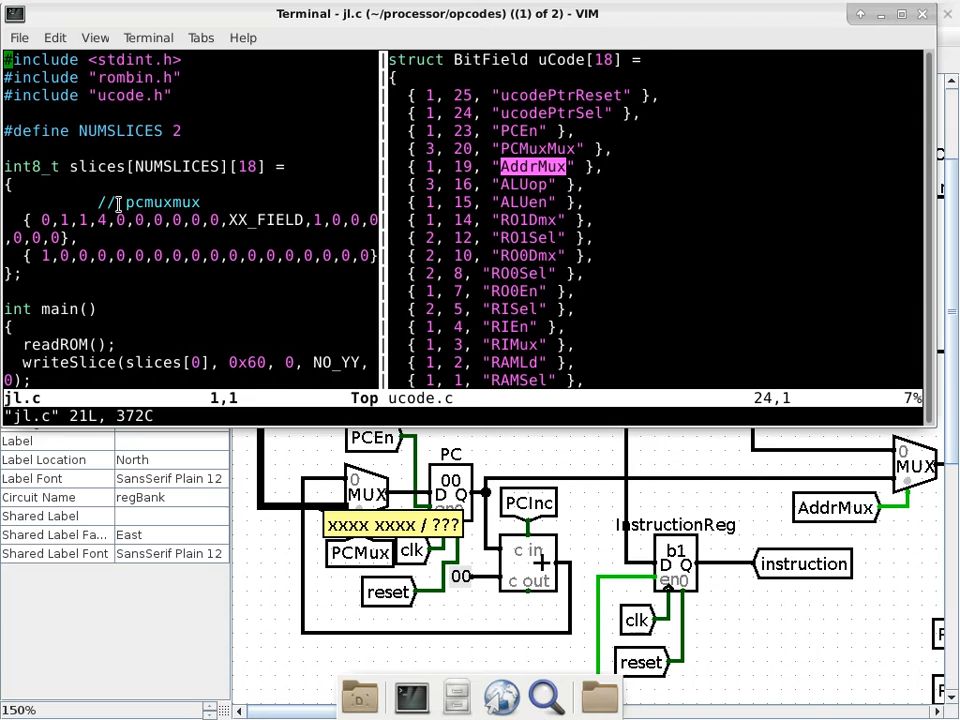 Terminal - jl.c (~/processor/opcodes) ((1) of 2) - VIM
File Edit View Terminal Tabs Help
#include <stdint.h>
#include "rombin.h"
#include "ucode.h"
#define NUMSLICES 2
int8_t slices[NUMSLICES][18] =
{
// pcmuxmux
{ 0,1,1,4,0,0,0,0,0,0,XX_FIELD,1,0,0,0
,0,0,0},
{ 1,0,0,0,0,0,0,0,0,0,0,0,0,0,0,0,0,0}
};
int main()
{
readROM();
writeSlice(slices[0], 0x60, 0, NO_YY,
0);
jl.c 1,1 Top
"jl.c" 21L, 372C
struct BitField uCode[18] =
{
{ 1, 25, "ucodePtrReset" },
{ 1, 24, "ucodePtrSel" },
{ 1, 23, "PCEn" },
{ 3, 20, "PCMuxMux" },
{ 1, 19, "AddrMux" },
{ 3, 16, "ALUop" },
{ 1, 15, "ALUen" },
{ 1, 14, "RO1Dmx" },
{ 2, 12, "RO1Sel" },
{ 2, 10, "RO0Dmx" },
{ 2, 8, "RO0Sel" },
{ 1, 7, "RO0En" },
{ 2, 5, "RISel" },
{ 1, 4, "RIEn" },
{ 1, 3, "RIMux" },
{ 1, 2, "RAMLd" },
{ 1, 1, "RAMSel" },
ucode.c 24,1 7%
Label
Label Location North
Label Font SansSerif Plain 12
Circuit Name regBank
Shared Label
Shared Label Fa... East
Shared Label Font SansSerif Plain 12
150%
PCEn
PC
0
MUX
00
D Q
xxxx xxxx / ???
PCMux
clk
reset
00
PCInc
c in
+
c out
InstructionReg
b1
D Q
en0
clk
reset
instruction
0
MUX
AddrMux